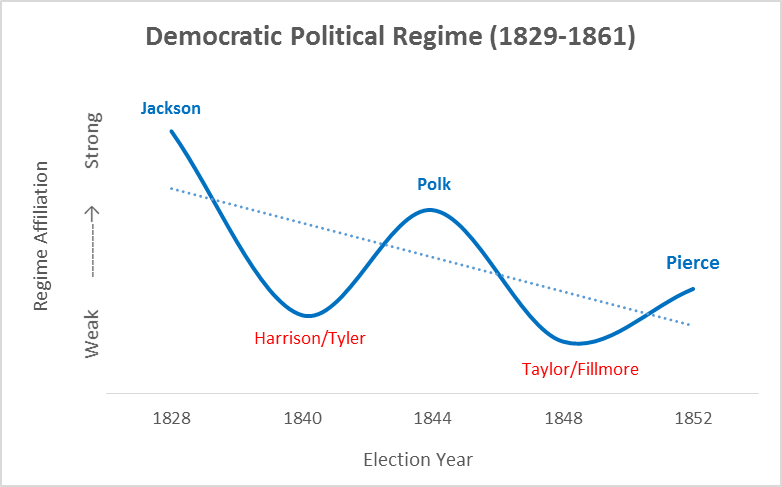 Democratic Political Regime (1829-1861)
Jackson
Polk
Pierce
Harrison/Tyler
Taylor/Fillmore
Regime Affiliation
Weak ----------→ Strong
1828 1840 1844 1848 1852
Election Year